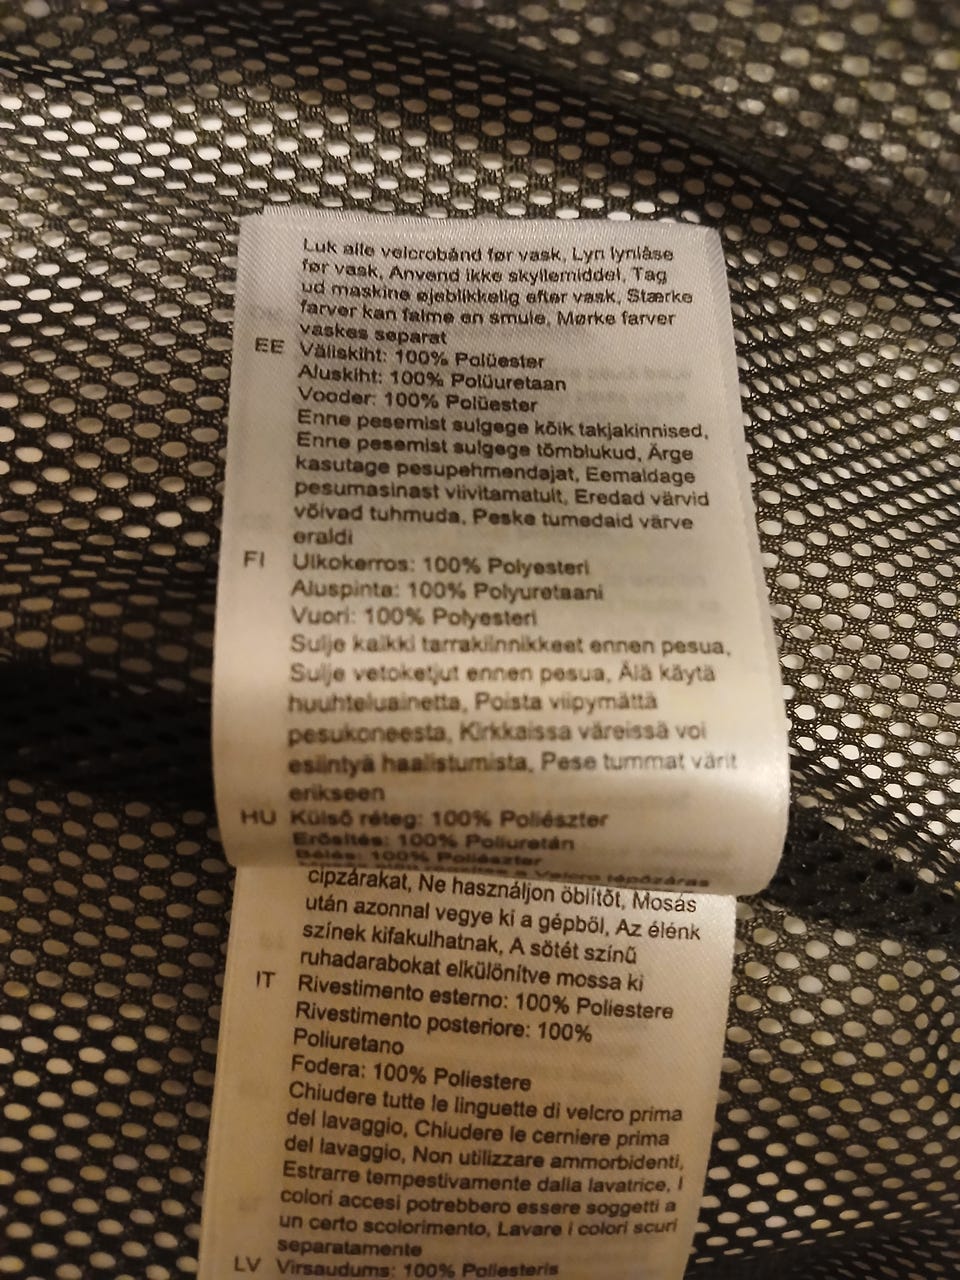 Luk alle velcrobånd før vask, Lyn lynlåse
før vask, Anvend ikke skyllemiddel, Tag
ud maskine øjeblikkelig efter vask, Stærke
farver kan falme en smule, Mørke farver
vaskes separat
EE Väliskiht: 100% Polüester
Aluskiht: 100% Polüuretaan
Vooder: 100% Polüester
Enne pesemist sulgege kõik takjakinnised,
Enne pesemist sulgege tõmblukud, Ärge
kasutage pesupehmendajat, Eemaldage
pesumasinast viivitamatult, Eredad värvid
võivad tuhmuda, Peske tumedaid värve
eraldi
FI Ulkokerros: 100% Polyesteri
Aluspinta: 100% Polyuretaani
Vuori: 100% Polyesteri
Sulje kaikki tarrakiinnikkeet ennen pesua,
Sulje vetoketjut ennen pesua, Älä käytä
huuhteluainetta, Poista viipymättä
pesukoneesta, Kirkkaissa väreissä voi
esiintyä haalistumista, Pese tummat värit
erikseen
HU Külső réteg: 100% Poliészter
Erősítés: 100% Poliuretán
Bélés: 100% Poliészter
a Velcro tépőzáras
cipzárakat, Ne használjon öblítőt, Mosás
után azonnal vegye ki a gépből, Az élénk
színek kifakulhatnak, A sötét színű
ruhadarabokat elkülönítve mossa ki
IT Rivestimento esterno: 100% Poliestere
Rivestimento posteriore: 100%
Poliuretano
Fodera: 100% Poliestere
Chiudere tutte le linguette di velcro prima
del lavaggio, Chiudere le cerniere prima
del lavaggio, Non utilizzare ammorbidenti,
Estrarre tempestivamente dalla lavatrice, I
colori accesi potrebbero essere soggetti a
un certo scolorimento, Lavare i colori scuri
separatamente
LV Virsaudums: 100% Poliesteris